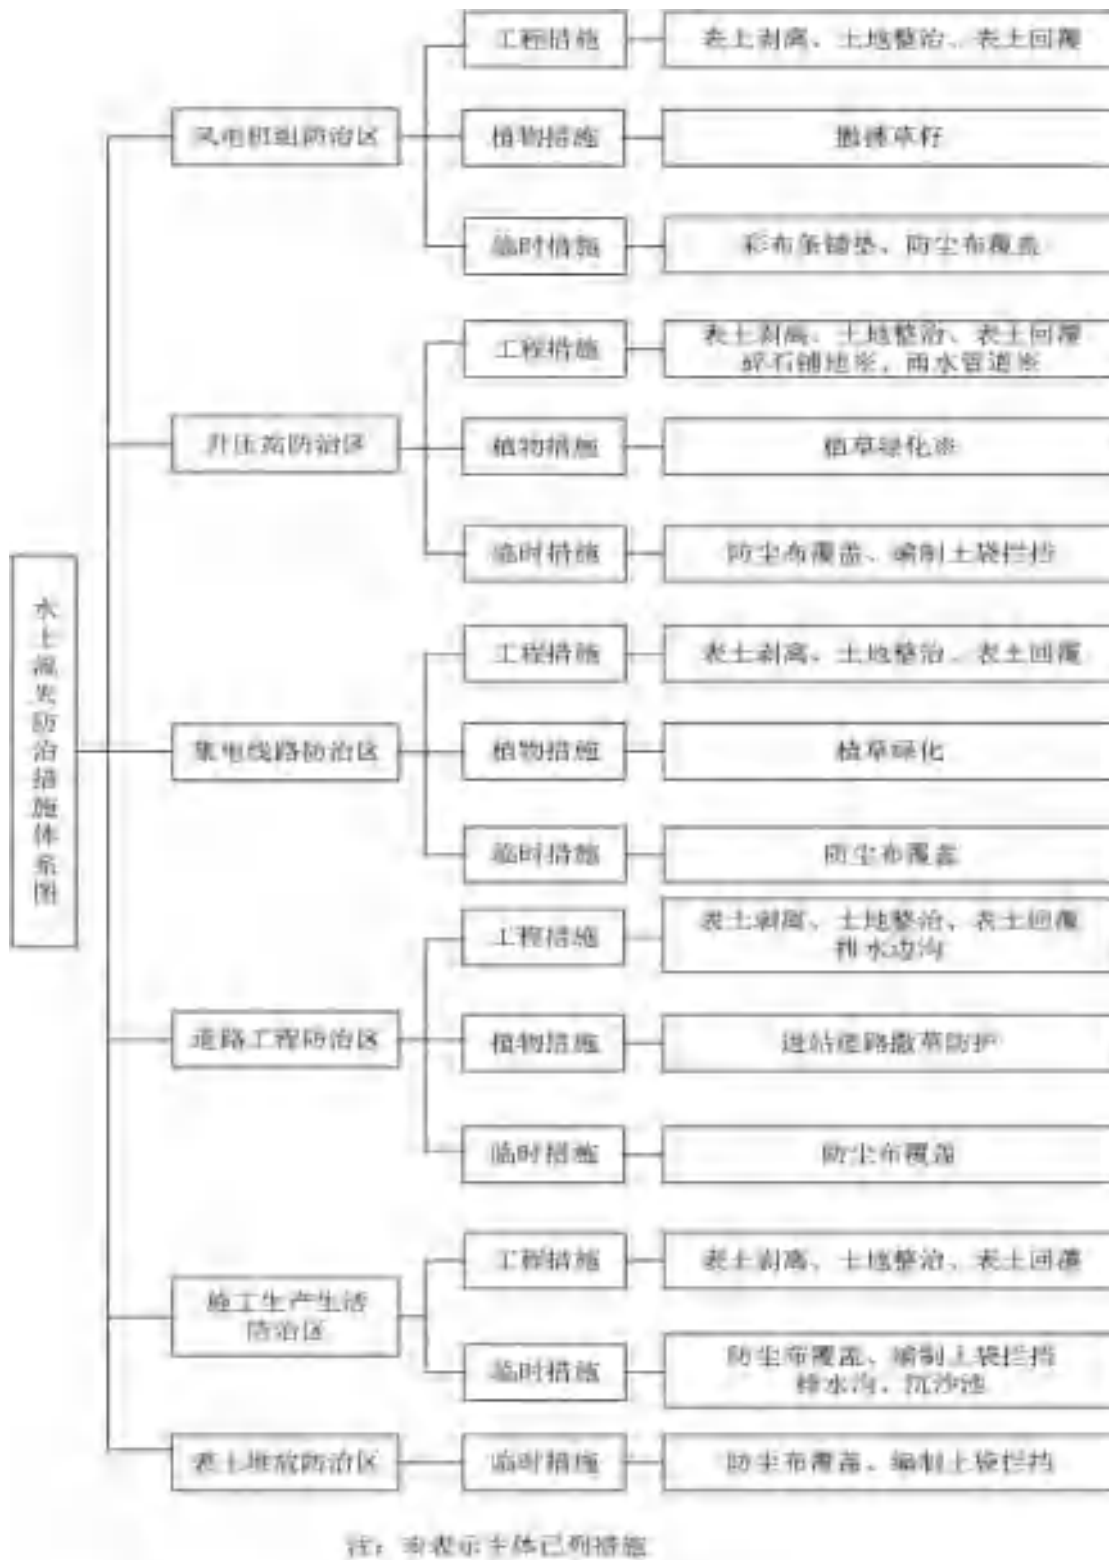 水土流失防治措施体系图
风电机组防治区
工程措施
表土剥离、土地整治、表土回覆
植物措施
撒播草籽
临时措施
彩布条铺垫、防尘布覆盖
升压站防治区
工程措施
表土剥离、土地整治、表土回覆
碎石铺地※，雨水管道※
植物措施
植草绿化※
临时措施
防尘布覆盖、编制土袋拦挡
集电线路防治区
工程措施
表土剥离、土地整治、表土回覆
植物措施
植草绿化
临时措施
防尘布覆盖
道路工程防治区
工程措施
表土剥离、土地整治、表土回覆
排水边沟
植物措施
进站道路撒草防护
临时措施
防尘布覆盖
施工生产生活
防治区
工程措施
表土剥离、土地整治、表土回覆
临时措施
防尘布覆盖、编制土袋拦挡
排水沟、沉沙池
表土堆放防治区
临时措施
防尘布覆盖、编制土袋拦挡
注：※表示主体已列措施